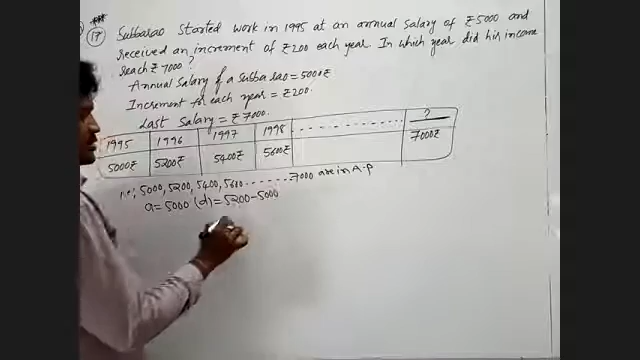 17 Subbarao Started work in 1995 at an annual Salary of ₹5000 and
received an increment of ₹200 each year. In which year did his income
reach ₹7000?
Annual Salary of a Subbarao = 5000₹
Increment for each year = ₹200.
Last Salary = ₹7000.
1995 1996 1997 1998 .............. ?
5000₹ 5200₹ 5400₹ 5600₹ 7000₹
i.e; 5000, 5200, 5400, 5600 ....... 7000 are in A.P
a = 5000 (d) = 5200-5000